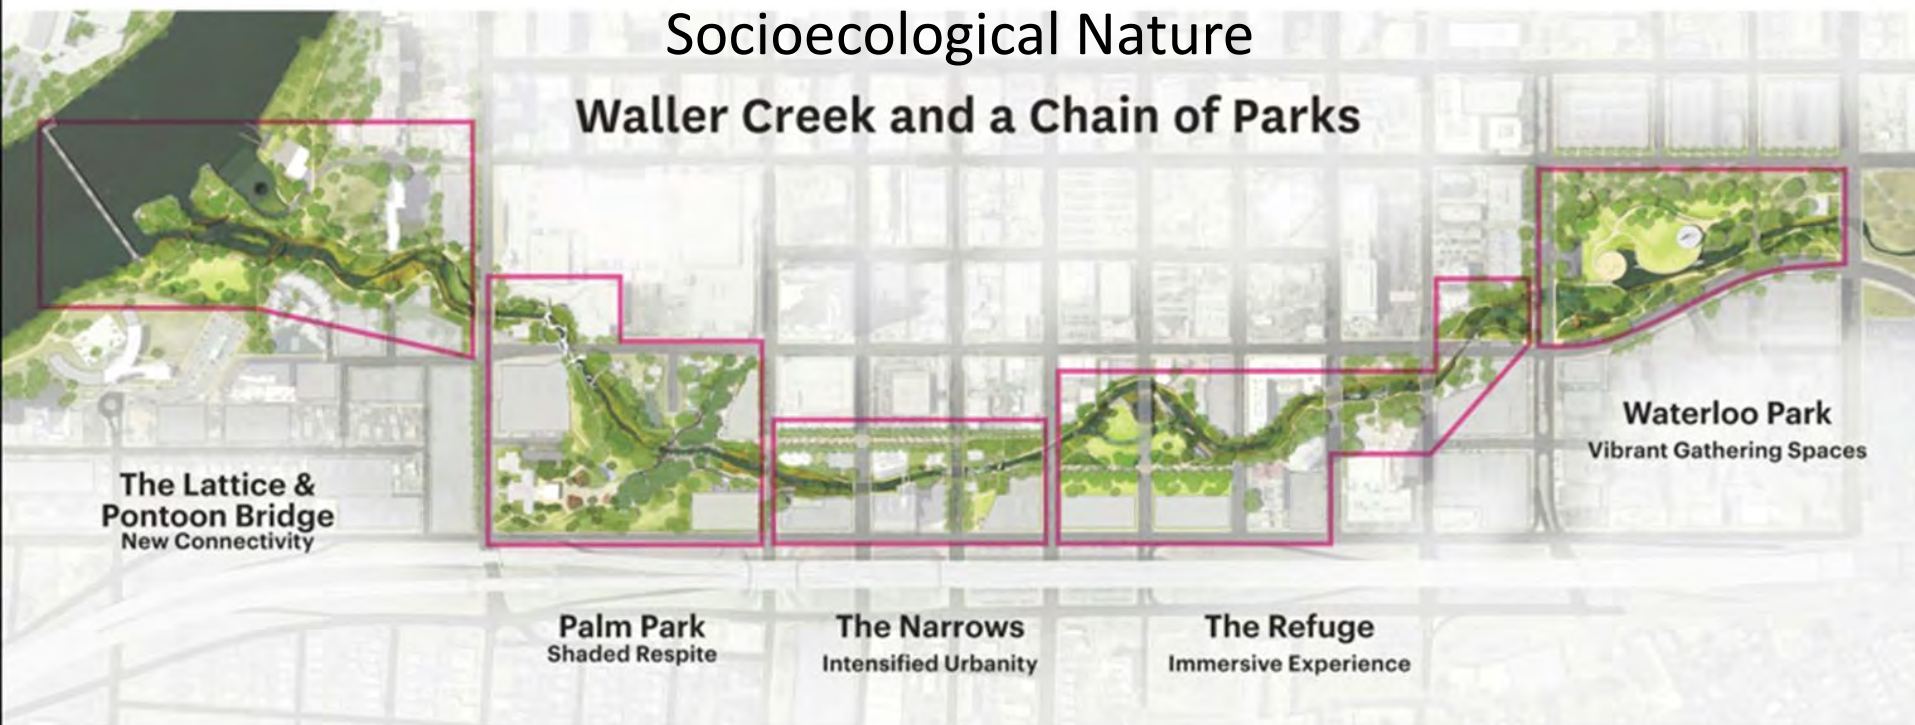 Socioecological Nature
Waller Creek and a Chain of Parks
The Lattice &
Pontoon Bridge
New Connectivity
Palm Park
Shaded Respite
The Narrows
Intensified Urbanity
The Refuge
Immersive Experience
Waterloo Park
Vibrant Gathering Spaces